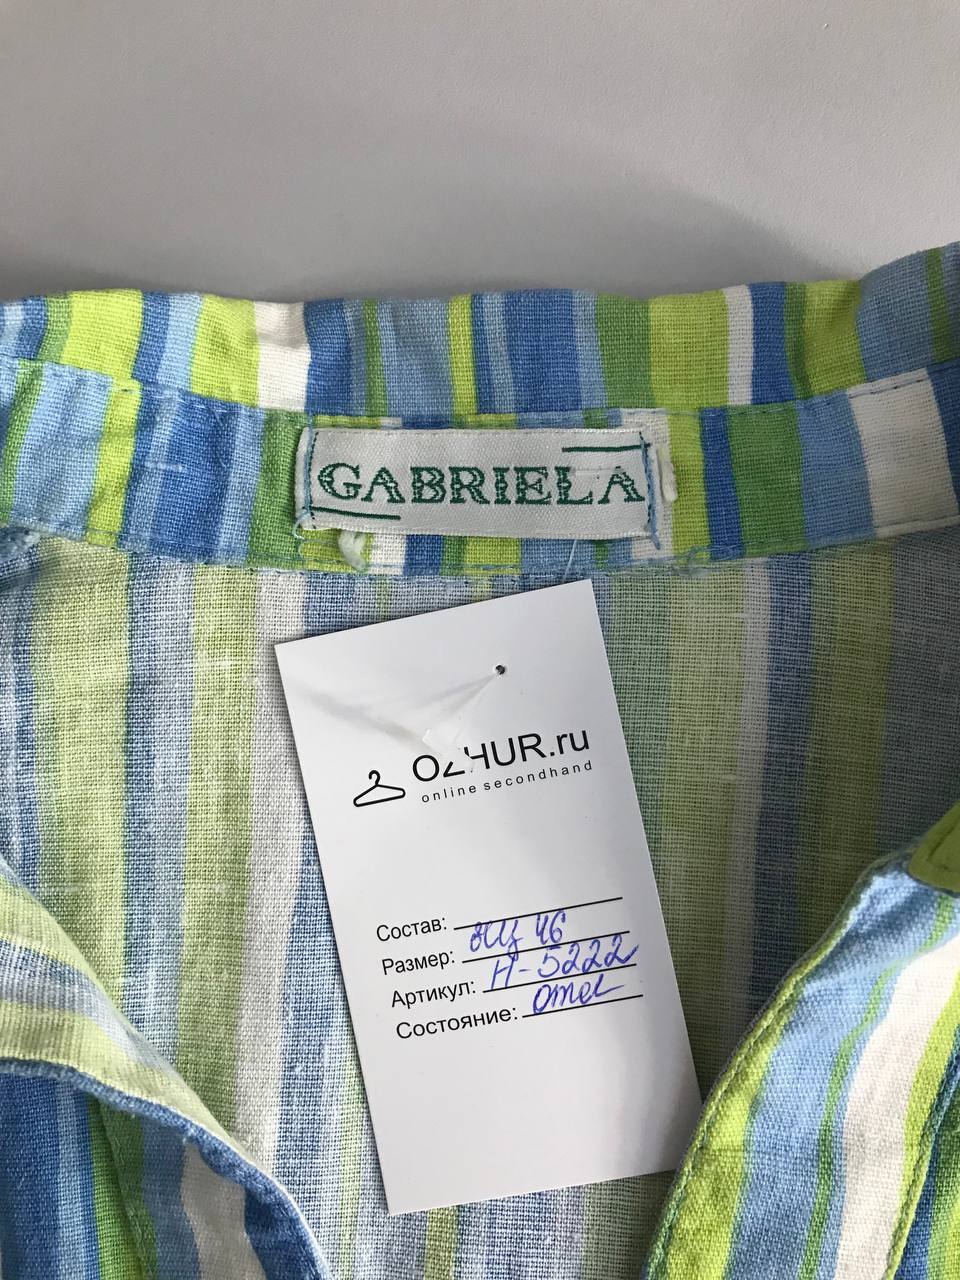 GABRIELA
OZHUR.ru
online secondhand
Состав:
Размер: 46
Артикул: Н-5222
Состояние: отл